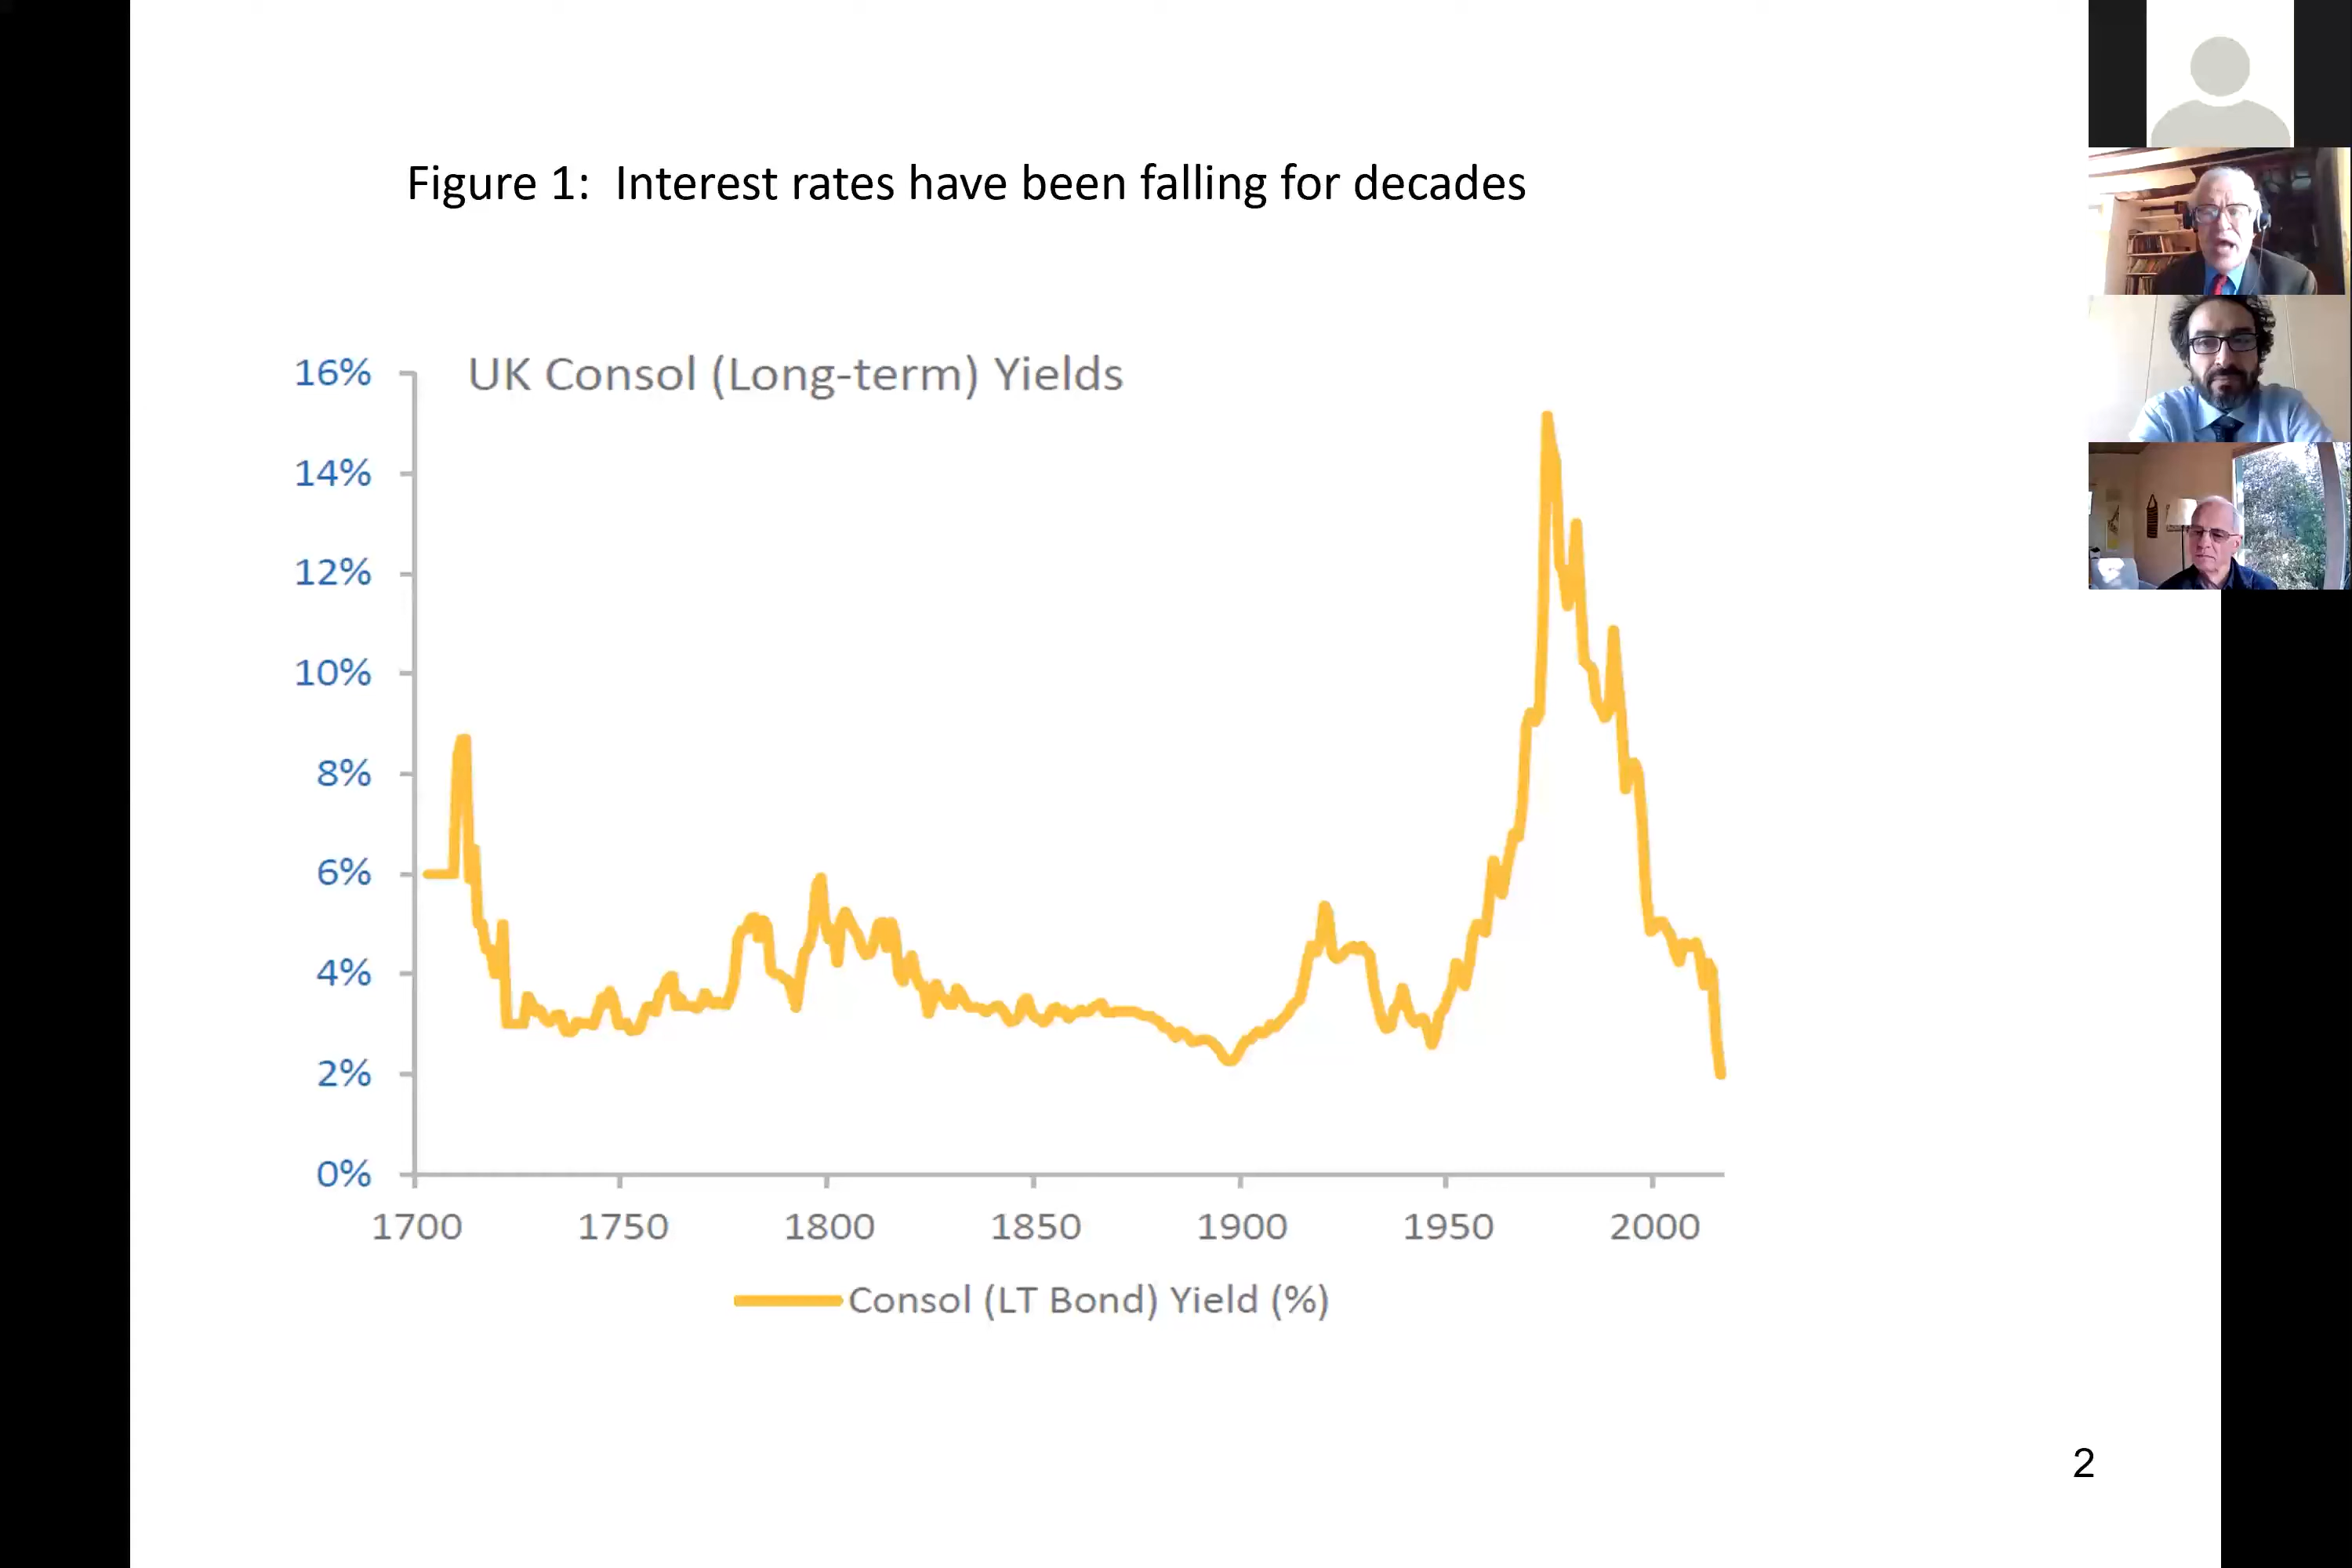 Figure 1:  Interest rates have been falling for decades
UK Consol (Long-term) Yields
16%
14%
12%
10%
8%
6%
4%
2%
0%
1700 1750 1800 1850 1900 1950 2000
Consol (LT Bond) Yield (%)
2